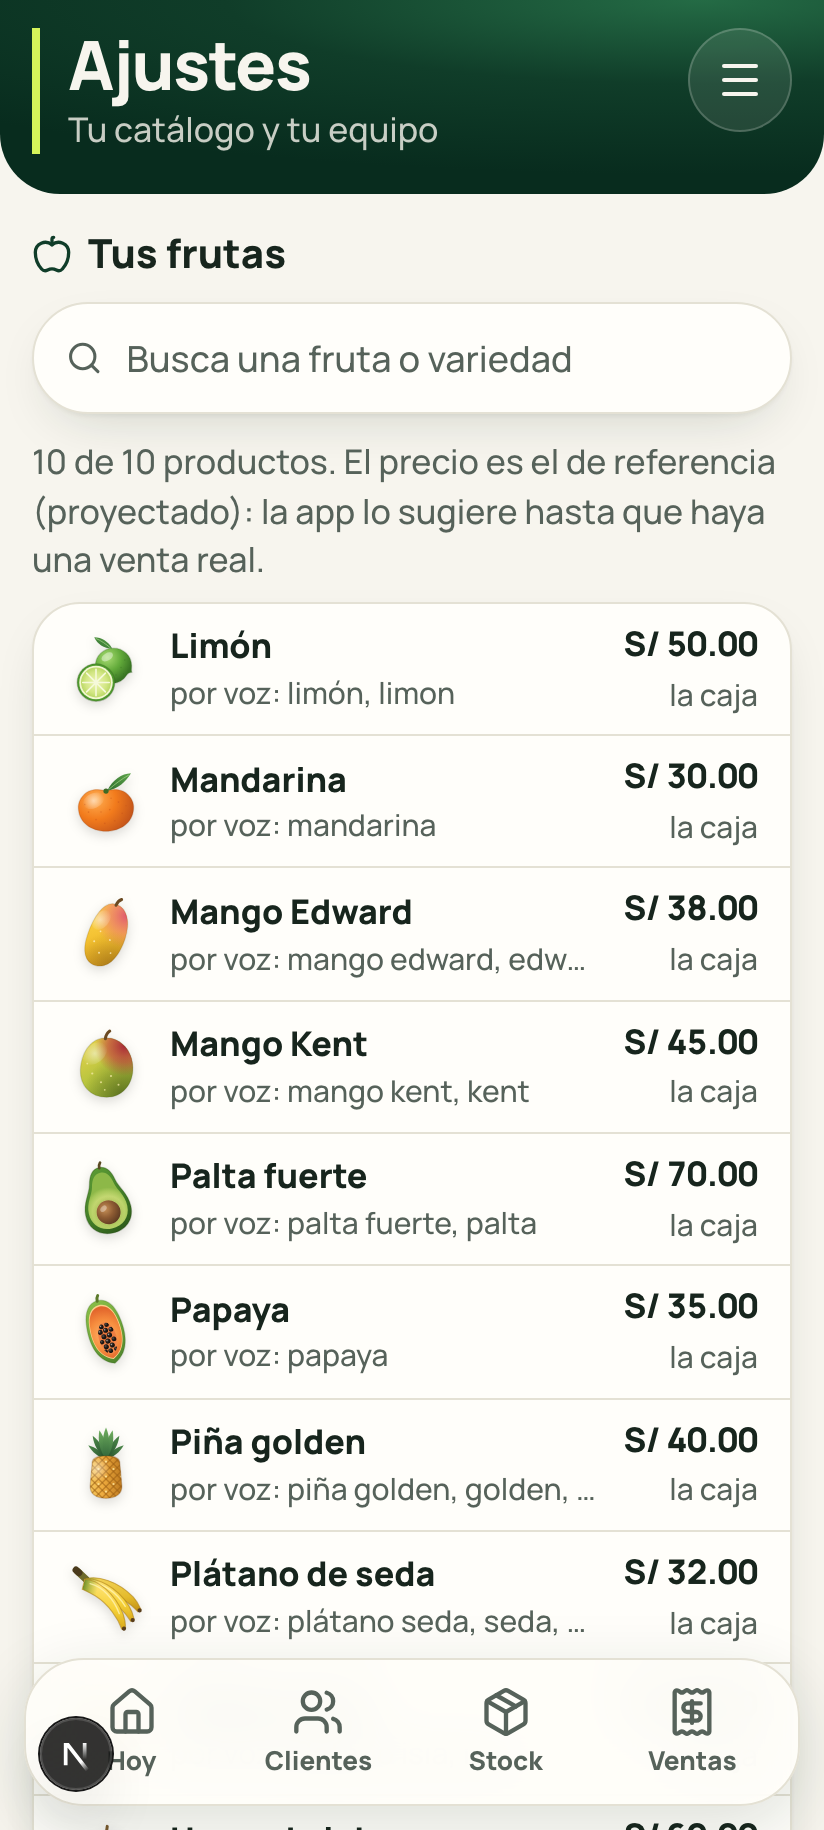 Ajustes
Tu catálogo y tu equipo
Tus frutas
Busca una fruta o variedad
10 de 10 productos. El precio es el de referencia
(proyectado): la app lo sugiere hasta que haya
una venta real.
Limón
S/ 50.00
por voz: limón, limon
la caja
Mandarina
S/ 30.00
por voz: mandarina
la caja
Mango Edward
S/ 38.00
por voz: mango edward, edw...
la caja
Mango Kent
S/ 45.00
por voz: mango kent, kent
la caja
Palta fuerte
S/ 70.00
por voz: palta fuerte, palta
la caja
Papaya
S/ 35.00
por voz: papaya
la caja
Piña golden
S/ 40.00
por voz: piña golden, golden, ...
la caja
Plátano de seda
S/ 32.00
por voz: plátano seda, seda, ...
la caja
N
Hoy
Clientes
Stock
Ventas